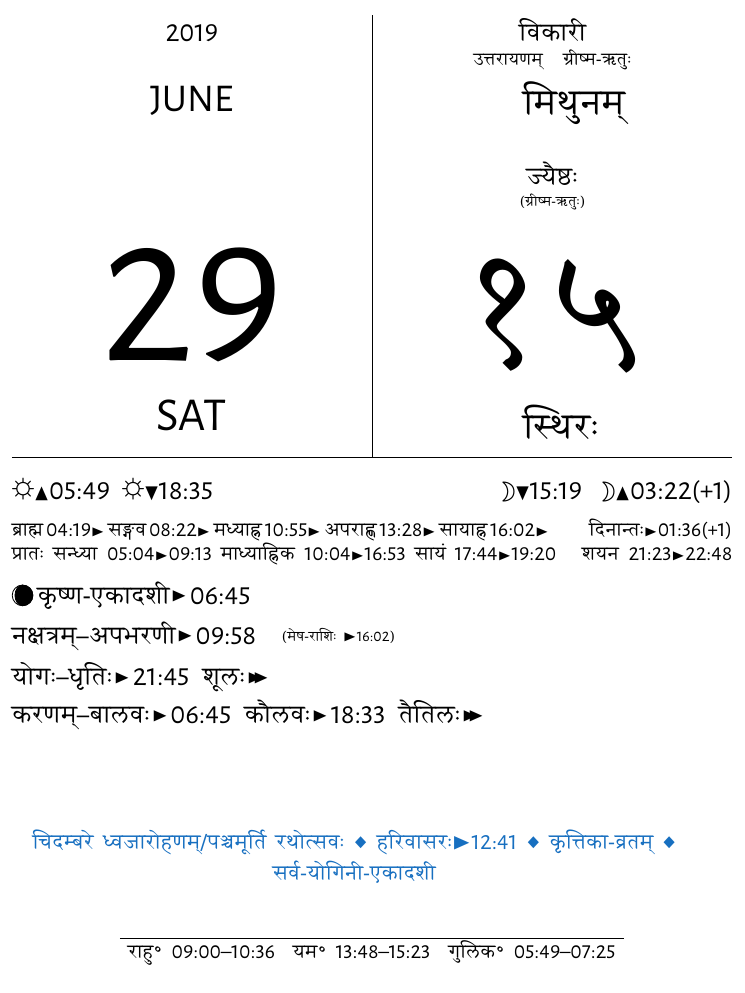 2019
JUNE
29
SAT
विकारी
उत्तरायणम् ग्रीष्म-ऋतुः
मिथुनम्
ज्यैष्ठः
(ग्रीष्म-ऋतुः)
१५
स्थिरः
☼▲05:49 ☼▼18:35 ☽▼15:19 ☽▲03:22(+1)
ब्राह्म 04:19► सङ्गव 08:22► मध्याह्न 10:55► अपराह्ण 13:28► सायाह्न 16:02► दिनान्तः►01:36(+1)
प्रातः सन्ध्या 05:04►09:13 माध्याह्निक 10:04►16:53 सायं 17:44►19:20 शयन 21:23►22:48
कृष्ण-एकादशी► 06:45
नक्षत्रम्–अपभरणी► 09:58 (मेष-राशिः ►16:02)
योगः–धृतिः► 21:45 शूलः►►
करणम्–बालवः► 06:45 कौलवः►18:33 तैतिलः►►
चिदम्बरे ध्वजारोहणम्/पञ्चमूर्ति रथोत्सवः ◆ हरिवासरः►12:41 ◆ कृत्तिका-व्रतम् ◆
सर्व-योगिनी-एकादशी
राहु॰ 09:00–10:36 यम॰ 13:48–15:23 गुलिक॰ 05:49–07:25